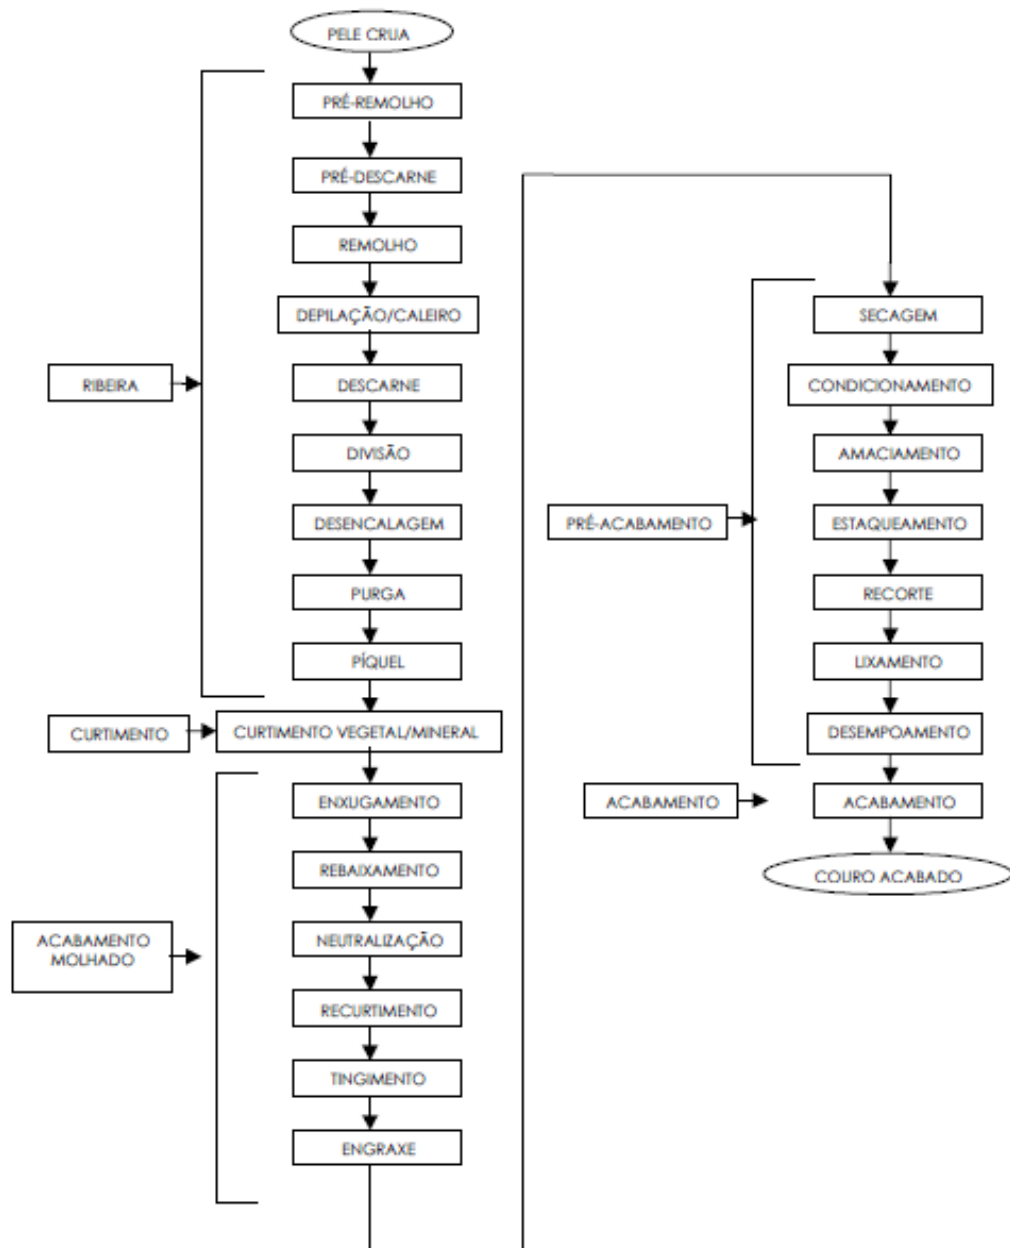 PELE CRUA
PRÉ-REMOLHO
PRÉ-DESCARNE
REMOLHO
DEPILAÇÃO/CALEIRO
RIBEIRA
DESCARNE
DIVISÃO
DESENCALAGEM
PURGA
PÍQUEL
CURTIMENTO
CURTIMENTO VEGETAL/MINERAL
ENXUGAMENTO
REBAIXAMENTO
ACABAMENTO
MOLHADO
NEUTRALIZAÇÃO
RECURTIMENTO
TINGIMENTO
ENGRAXE
SECAGEM
CONDICIONAMENTO
AMACIAMENTO
PRÉ-ACABAMENTO
ESTAQUEAMENTO
RECORTE
LIXAMENTO
DESEMPOAMENTO
ACABAMENTO
ACABAMENTO
COURO ACABADO